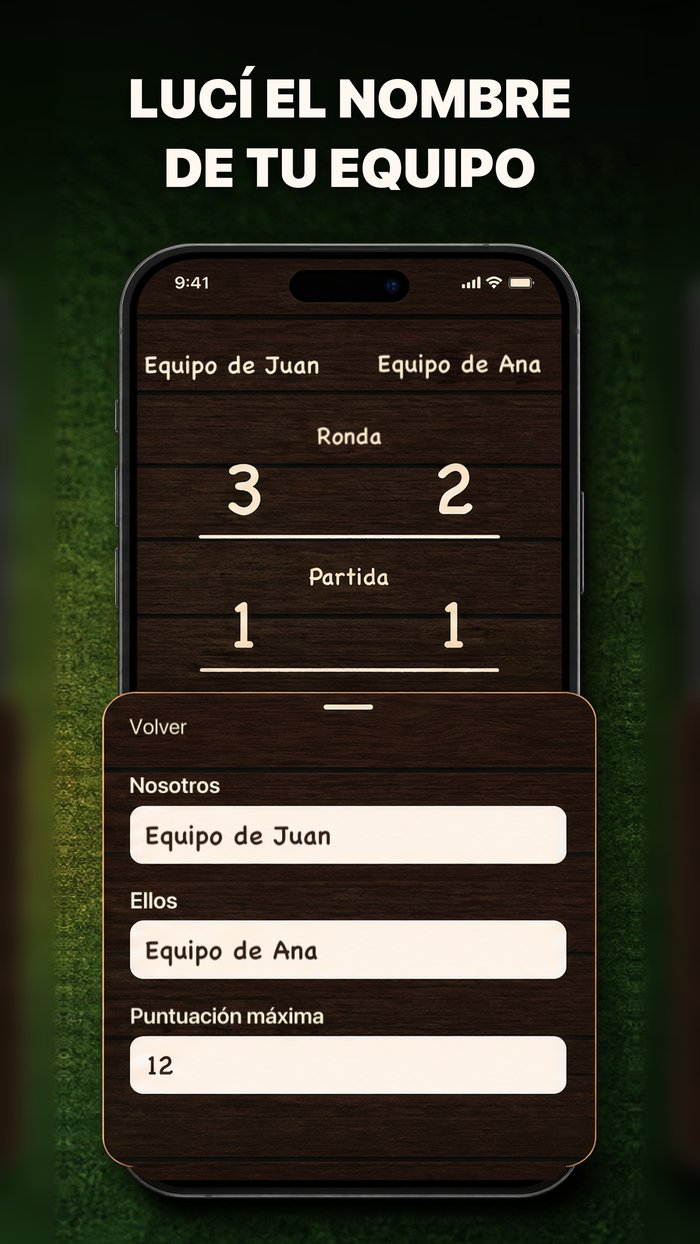 LUCÍ EL NOMBRE
DE TU EQUIPO
9:41
Equipo de Juan
Equipo de Ana
Ronda
3 2
Partida
1 1
Volver
Nosotros
Equipo de Juan
Ellos
Equipo de Ana
Puntuación máxima
12